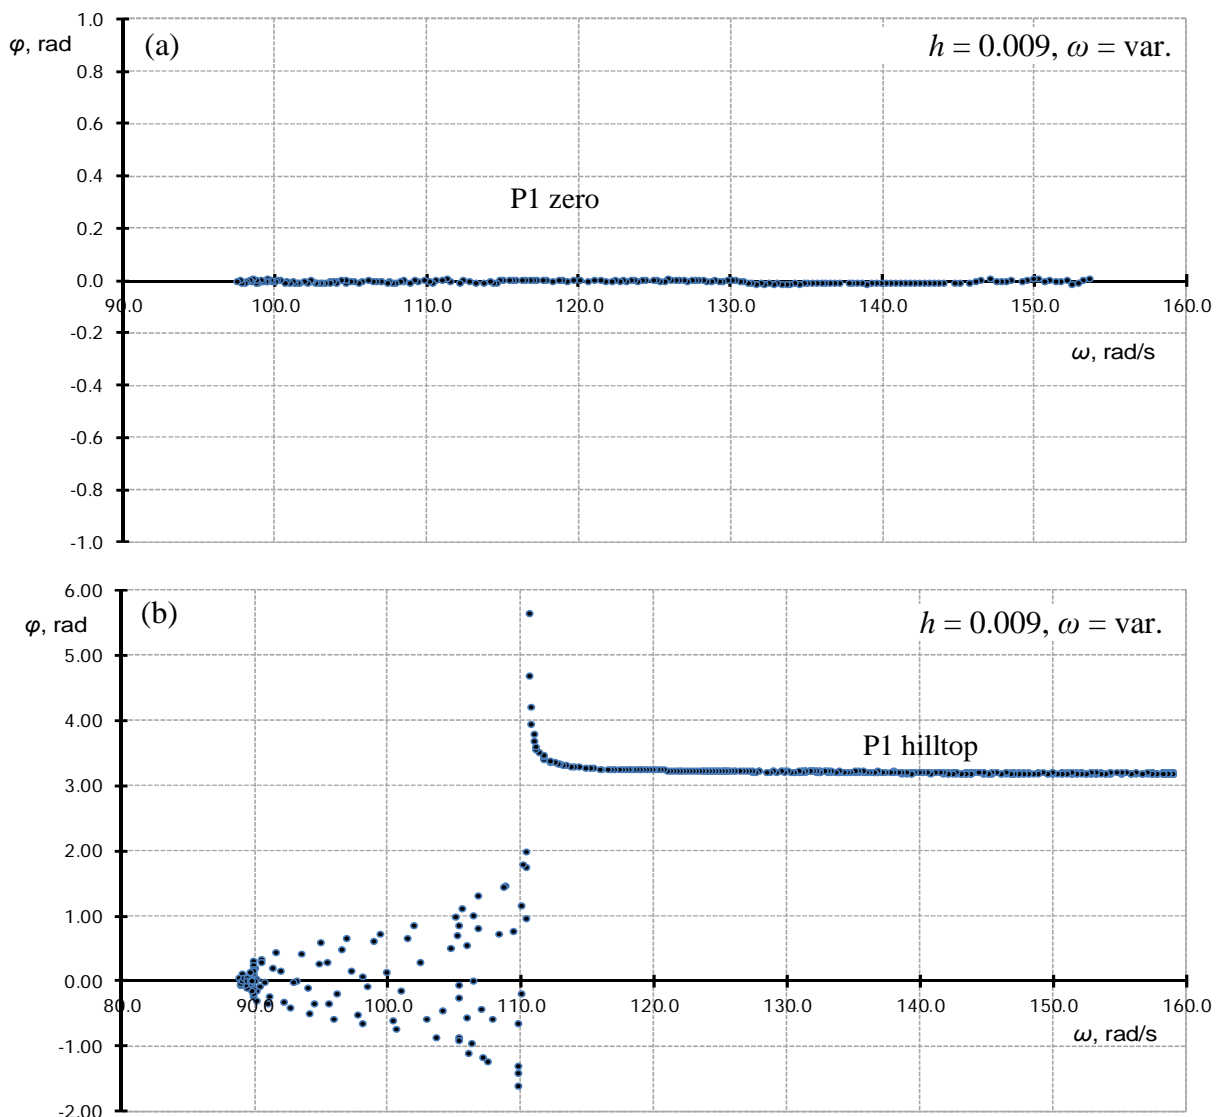 1.0
φ, rad (a) h = 0.009, ω = var.
0.8
0.6
0.4
P1 zero
0.2
0.0
90.0 100.0 110.0 120.0 130.0 140.0 150.0 160.0
-0.2
ω, rad/s
-0.4
-0.6
-0.8
-1.0
6.00
φ, rad (b) h = 0.009, ω = var.
5.00
4.00
P1 hilltop
3.00
2.00
1.00
0.00
80.0 90.0 100.0 110.0 120.0 130.0 140.0 150.0 160.0
ω, rad/s
-1.00
-2.00